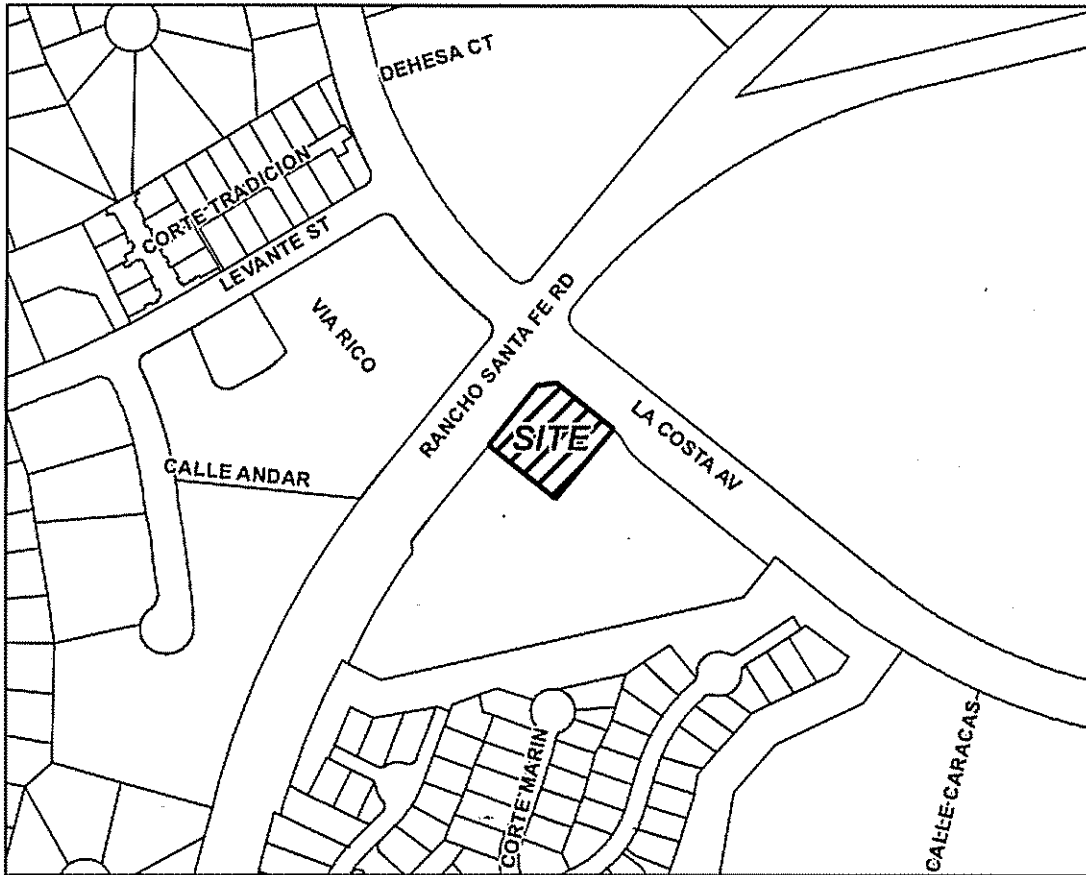 DEHESA CT
CORTE TRADICION
LEVANTE ST
VIA RICO
RANCHO SANTA FE RD
SITE
LA COSTA AV
CALLE ANDAR
CORTE MARIN
CALLE CARACAS